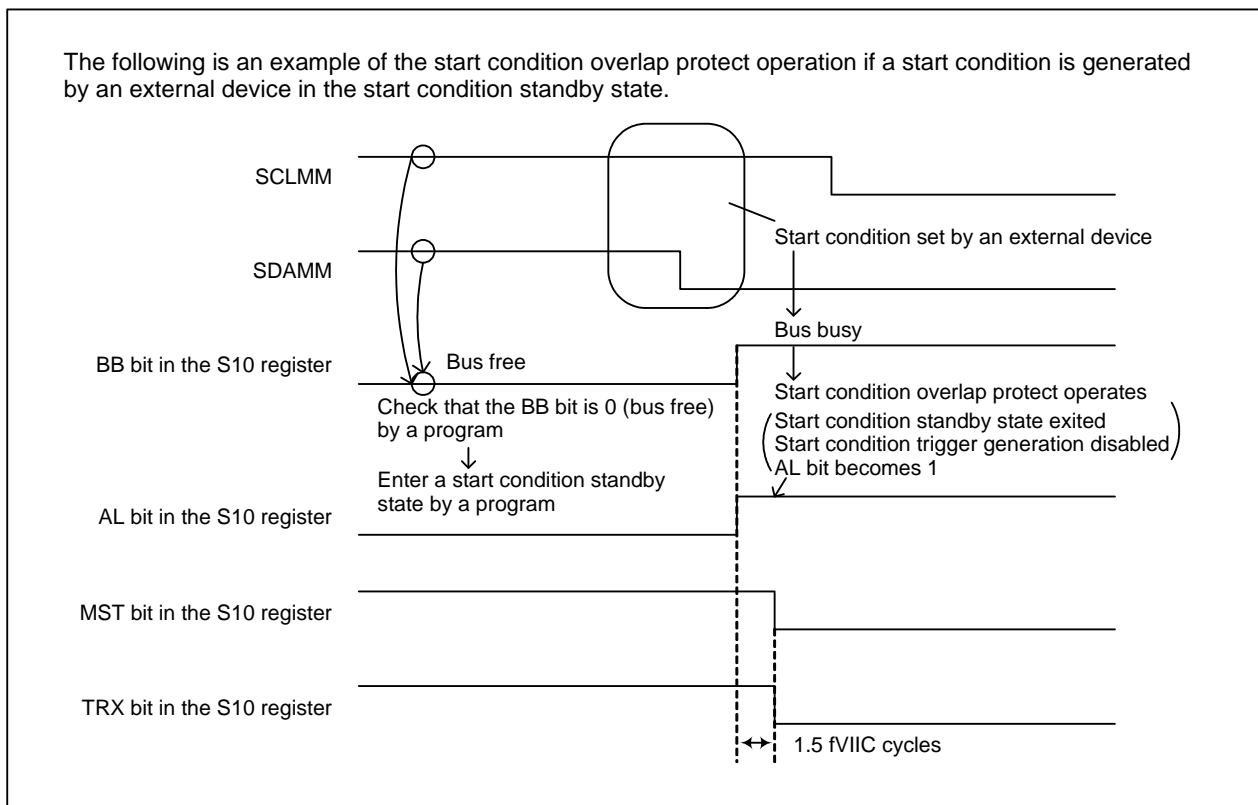 The following is an example of the start condition overlap protect operation if a start condition is generated
by an external device in the start condition standby state.
SCLMM
Start condition set by an external device
SDAMM
Bus busy
BB bit in the S10 register
Bus free
Check that the BB bit is 0 (bus free)
by a program
Enter a start condition standby
state by a program
Start condition overlap protect operates
Start condition standby state exited
Start condition trigger generation disabled
AL bit becomes 1
AL bit in the S10 register
MST bit in the S10 register
TRX bit in the S10 register
1.5 fVIIC cycles